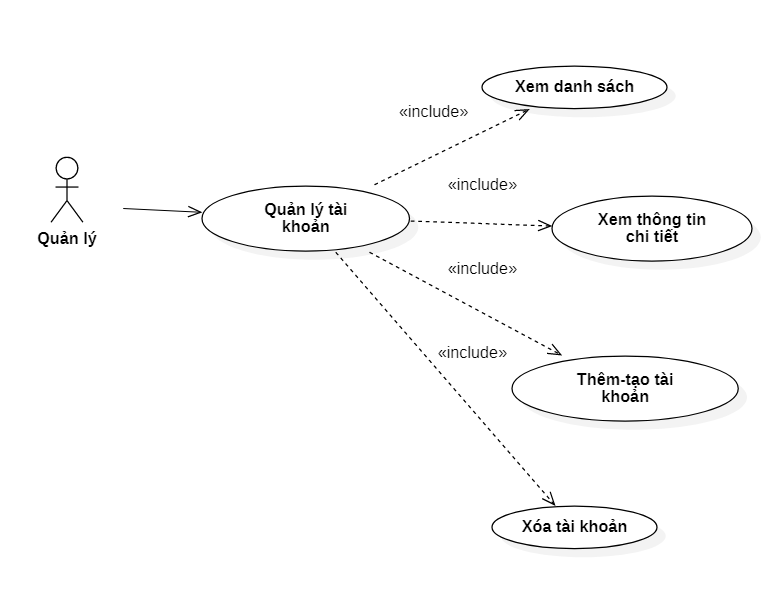 Xem danh sách
«include»
«include»
Xem thông tin
chi tiết
Quản lý tài
khoản
Quản lý
«include»
«include»
Thêm-tạo tài
khoản
Xóa tài khoản